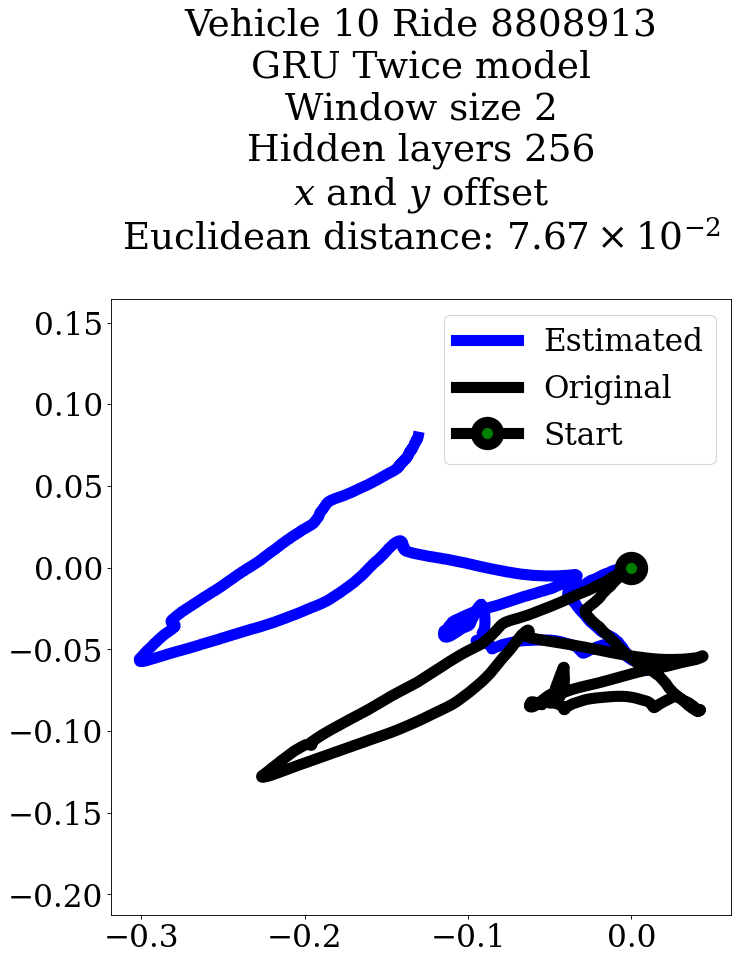 Vehicle 10 Ride 8808913
GRU Twice model
Window size 2
Hidden layers 256
x and y offset
Euclidean distance: 7.67 × 10⁻²
Estimated
Original
Start
0.15
0.10
0.05
0.00
−0.05
−0.10
−0.15
−0.20
−0.3 −0.2 −0.1 0.0